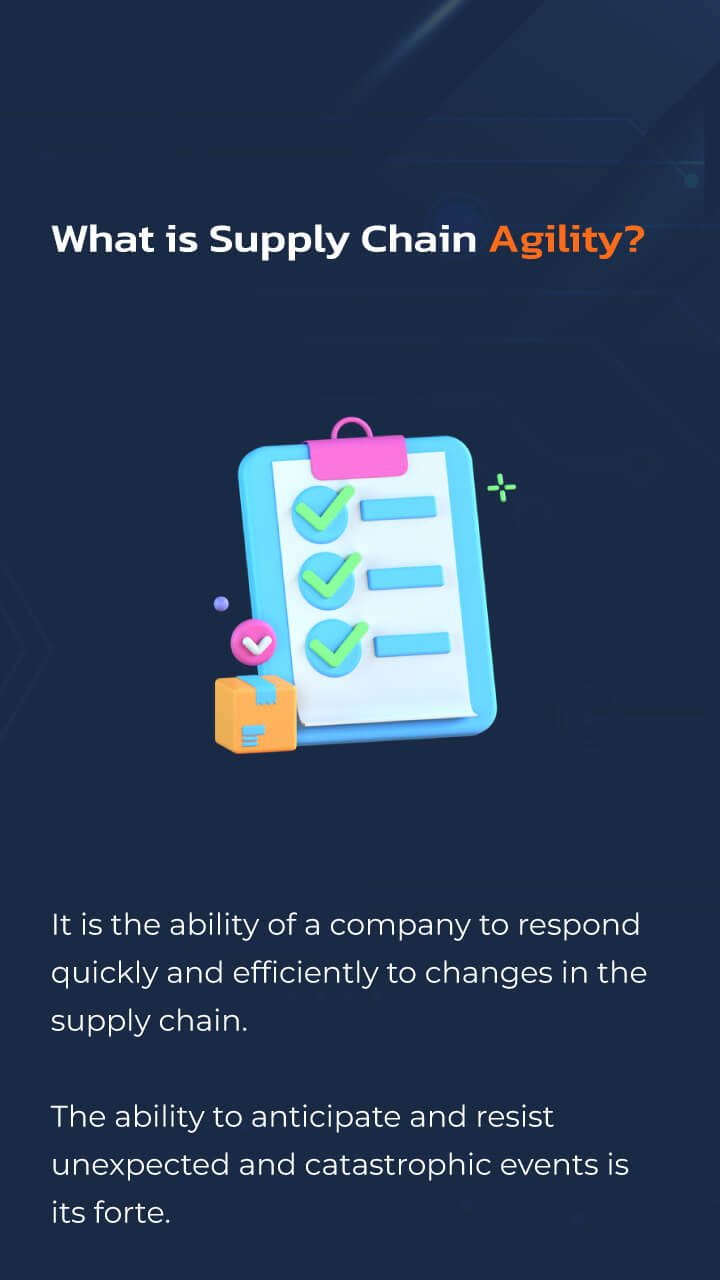 What is Supply Chain Agility?
It is the ability of a company to respond
quickly and efficiently to changes in the
supply chain.
The ability to anticipate and resist
unexpected and catastrophic events is
its forte.